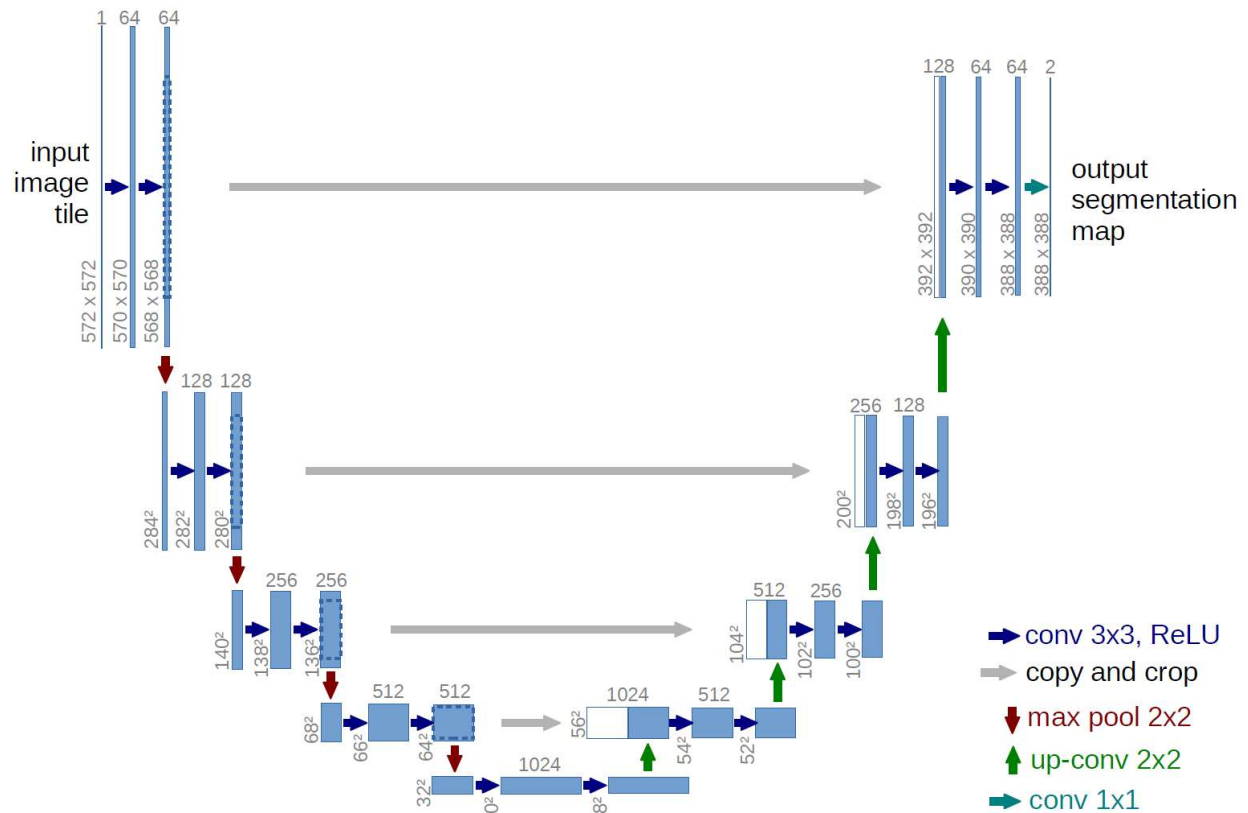 1 64 64
input
image
tile
572 x 572
570 x 570
568 x 568
128 64 64 2
output
segmentation
map
392 x 392
390 x 390
388 x 388
388 x 388
128 128
284²
282²
280²
256 128
200²
198²
196²
256 256
140²
138²
136²
512 256
104²
102²
100²
512 512
68²
66²
64²
1024 512
56²
54²
52²
1024
32²
0²
8²
conv 3x3, ReLU
copy and crop
max pool 2x2
up-conv 2x2
conv 1x1